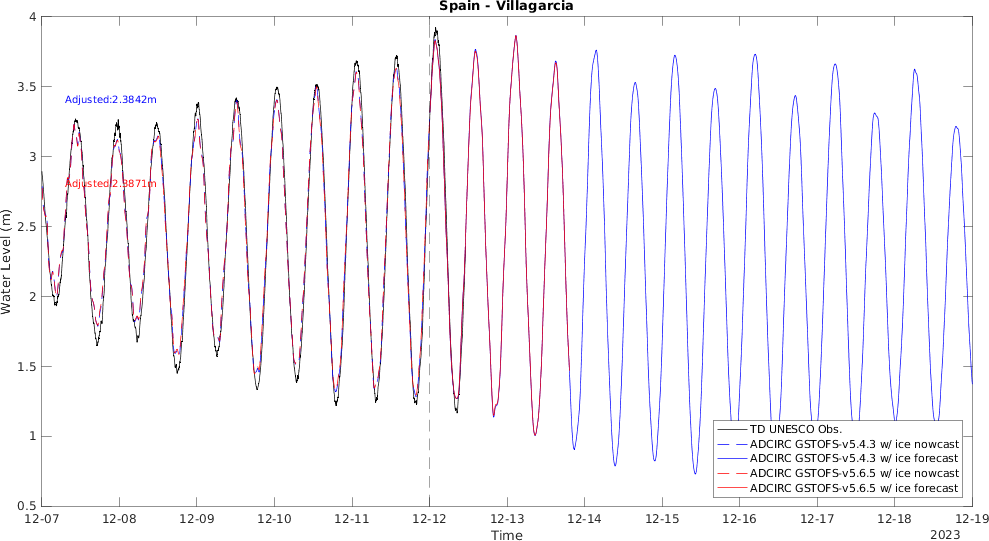 Spain - Villagarcia
4
3.5
3
2.5
2
1.5
1
0.5
Water Level (m)
Adjusted:2.3842m
Adjusted:2.3871m
TD UNESCO Obs.
ADCIRC GSTOFS-v5.4.3 w/ ice nowcast
ADCIRC GSTOFS-v5.4.3 w/ ice forecast
ADCIRC GSTOFS-v5.6.5 w/ ice nowcast
ADCIRC GSTOFS-v5.6.5 w/ ice forecast
12-07 12-08 12-09 12-10 12-11 12-12 12-13 12-14 12-15 12-16 12-17 12-18 12-19
Time
2023